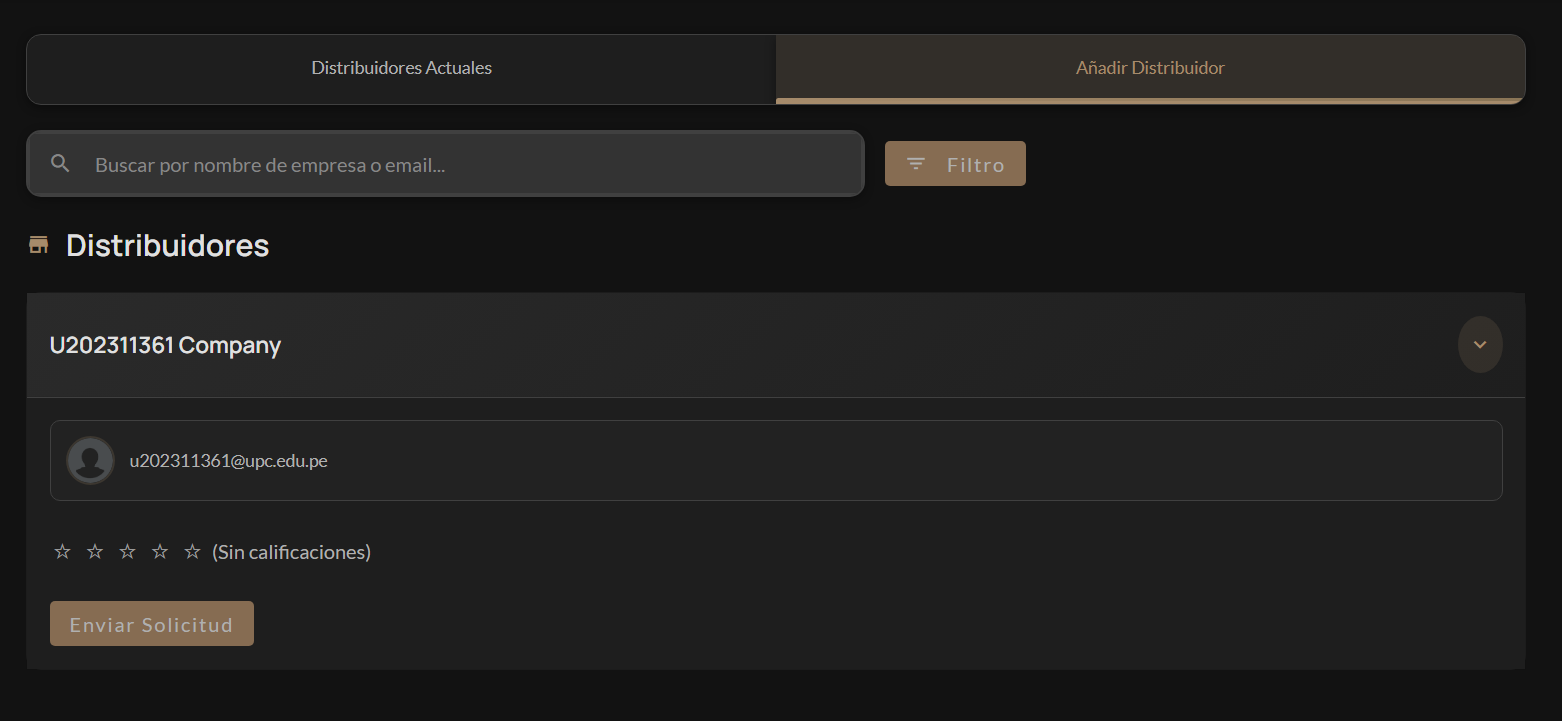 Distribuidores Actuales
Añadir Distribuidor
Buscar por nombre de empresa o email...
Filtro
Distribuidores
U202311361 Company
u202311361@upc.edu.pe
(Sin calificaciones)
Enviar Solicitud